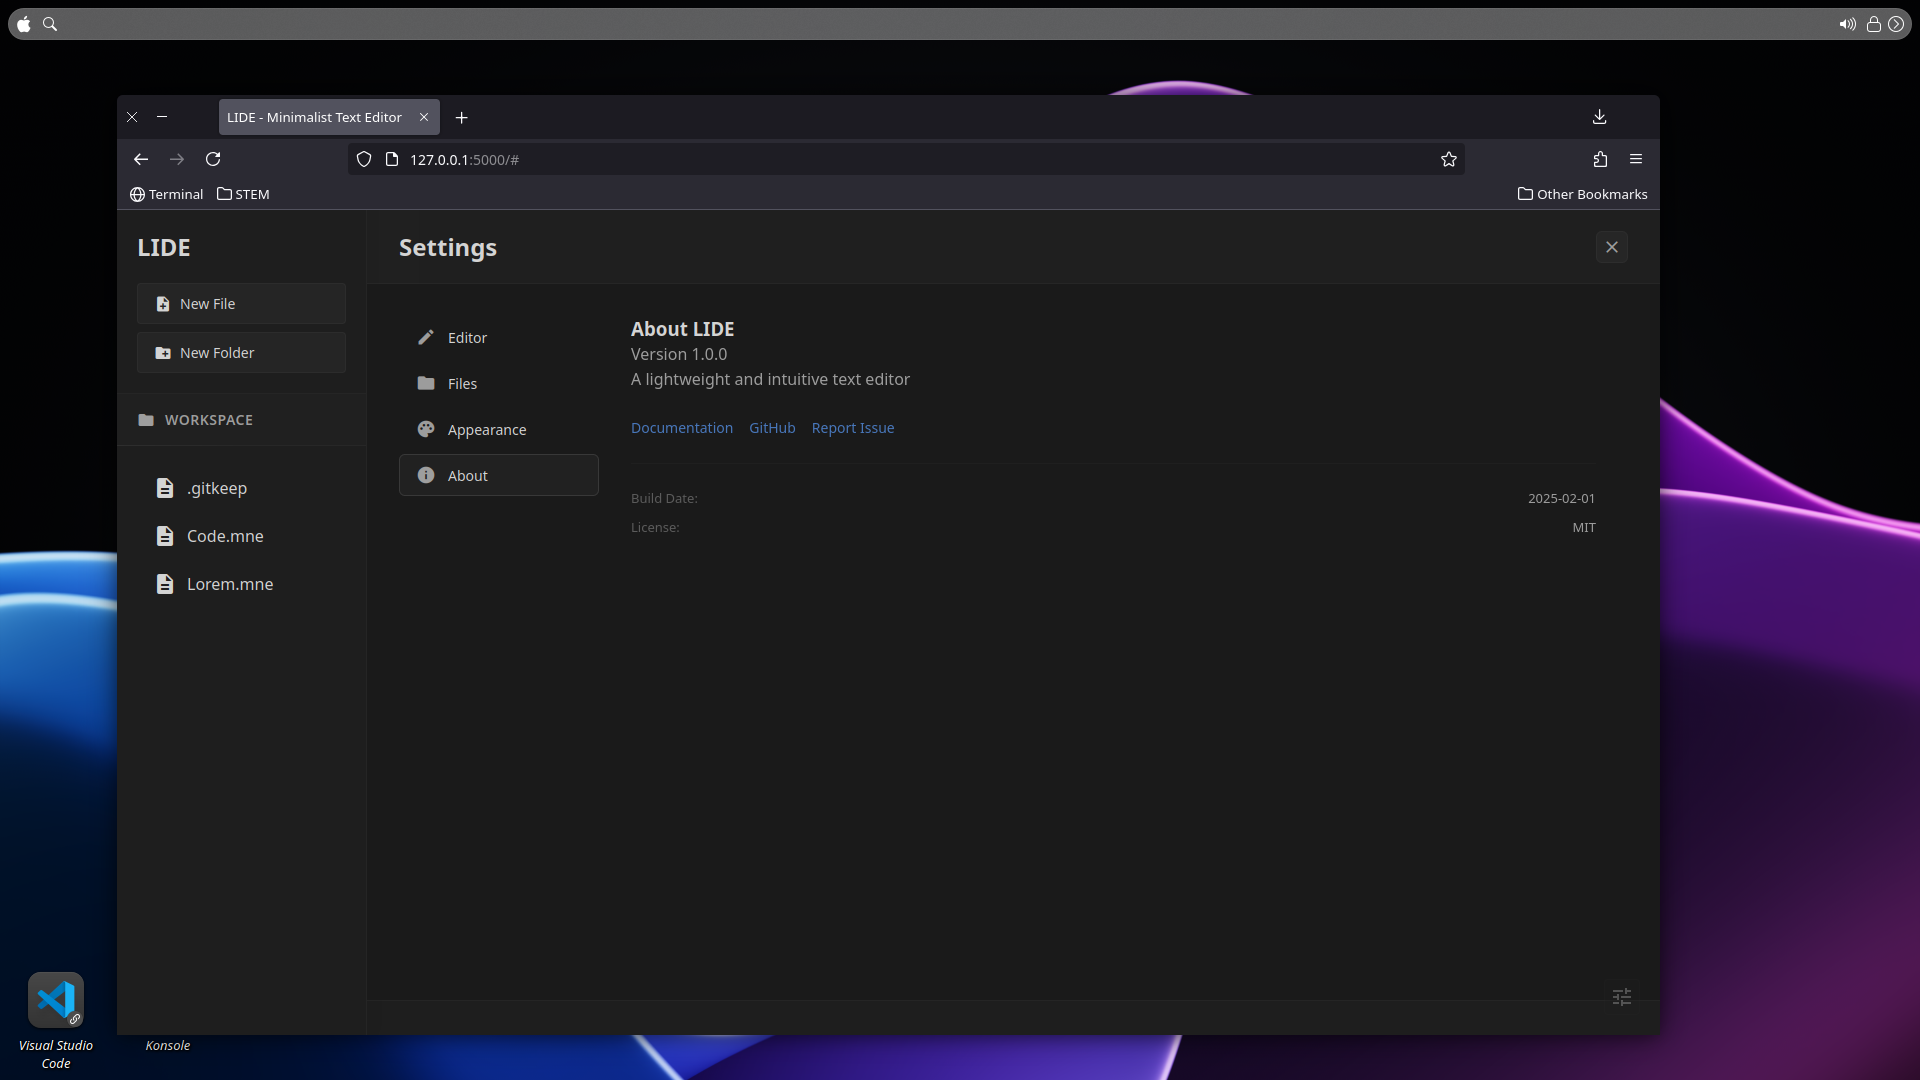 LIDE - Minimalist Text Editor
127.0.0.1:5000/#
Terminal
STEM
Other Bookmarks
LIDE
New File
New Folder
WORKSPACE
.gitkeep
Code.mne
Lorem.mne
Settings
Editor
Files
Appearance
About
About LIDE
Version 1.0.0
A lightweight and intuitive text editor
Documentation GitHub Report Issue
Build Date: 2025-02-01
License: MIT
Visual Studio
Code
Konsole